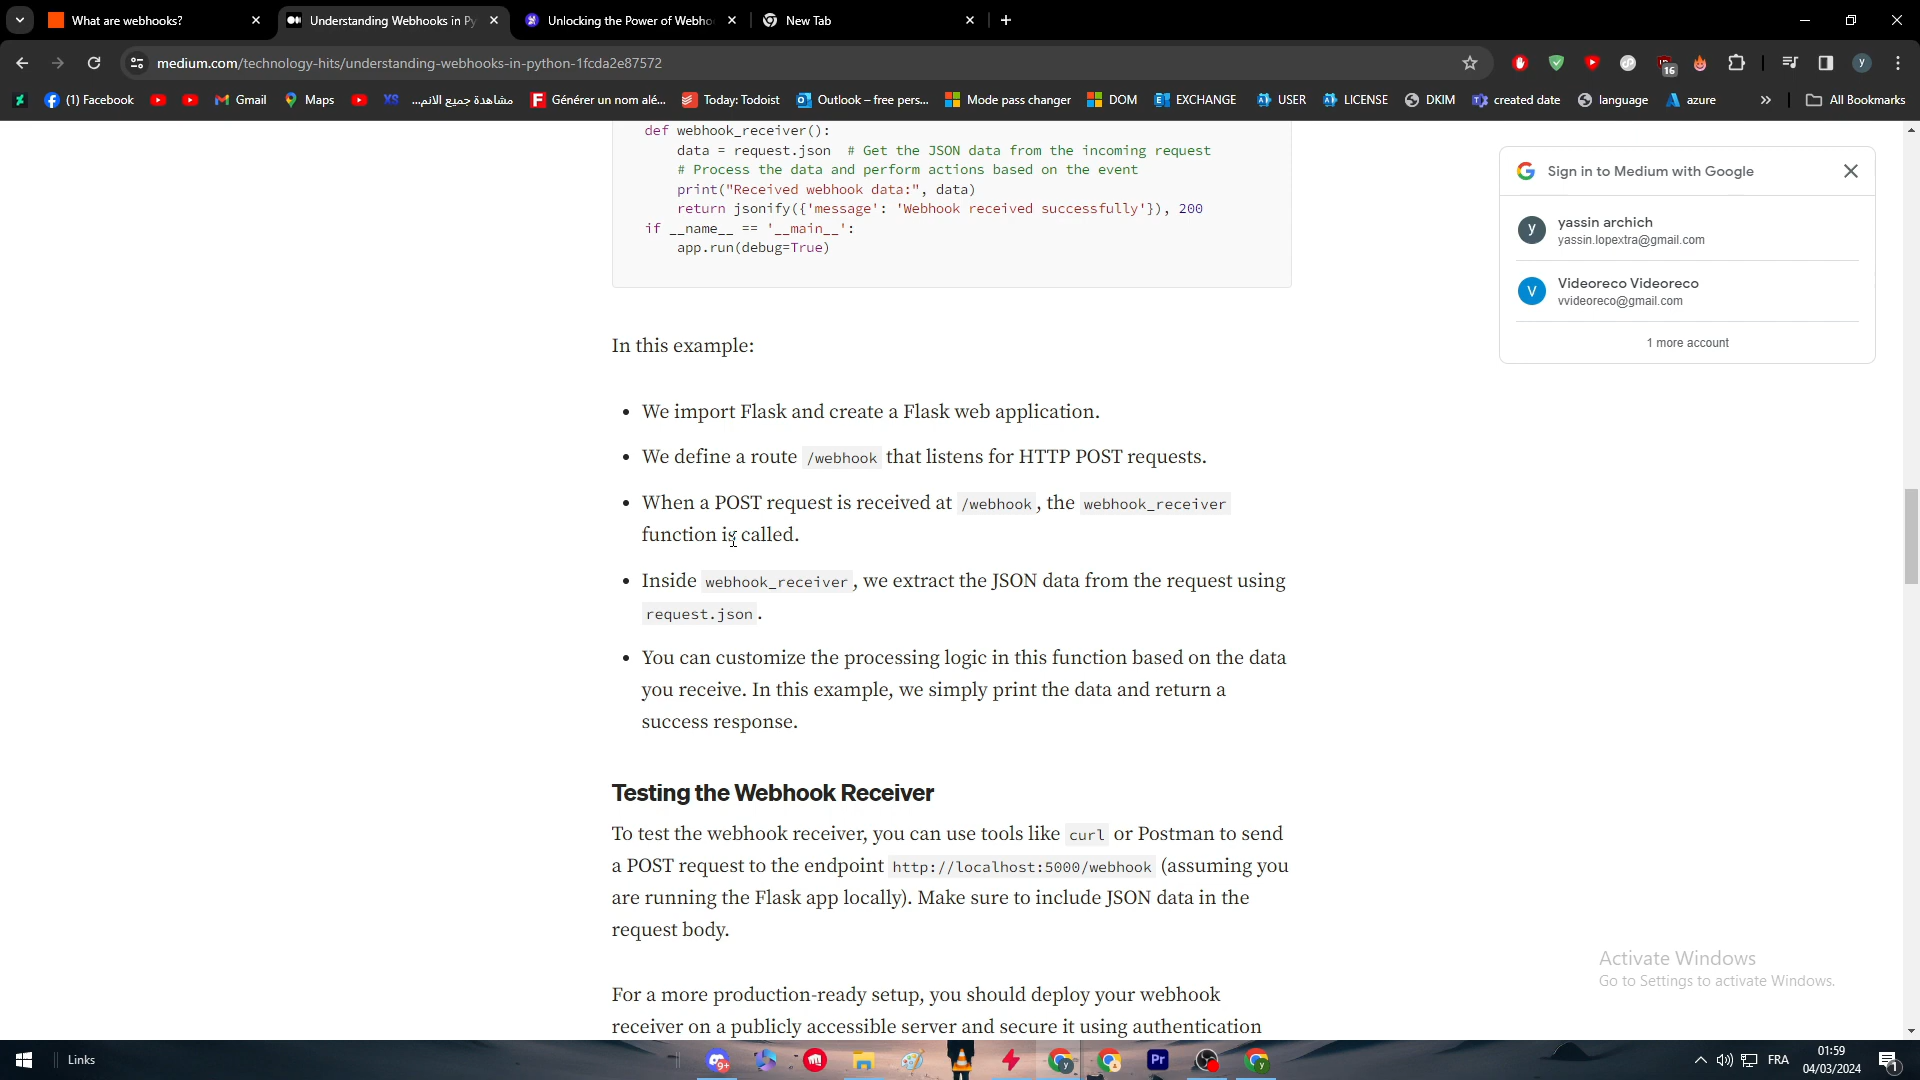 What are webhooks?
Understanding Webhooks in Py
Unlocking the Power of Webho
New Tab
medium.com/technology-hits/understanding-webhooks-in-python-1fcda2e87572
16
y
(1) Facebook
Gmail
Maps
XS
مشاهدة جميع الانم...
Générer un nom alé...
Today: Todoist
Outlook – free pers...
Mode pass changer
DOM
EXCHANGE
USER
LICENSE
DKIM
created date
language
azure
»
All Bookmarks
def webhook_receiver():
data = request.json # Get the JSON data from the incoming request
# Process the data and perform actions based on the event
print("Received webhook data:", data)
return jsonify({'message': 'Webhook received successfully'}), 200
if __name__ == '__main__':
app.run(debug=True)
In this example:
• We import Flask and create a Flask web application.
• We define a route /webhook that listens for HTTP POST requests.
• When a POST request is received at /webhook, the webhook_receiver
function is called.
• Inside webhook_receiver, we extract the JSON data from the request using
request.json.
• You can customize the processing logic in this function based on the data
you receive. In this example, we simply print the data and return a
success response.
Testing the Webhook Receiver
To test the webhook receiver, you can use tools like curl or Postman to send
a POST request to the endpoint http://localhost:5000/webhook (assuming you
are running the Flask app locally). Make sure to include JSON data in the
request body.
For a more production-ready setup, you should deploy your webhook
receiver on a publicly accessible server and secure it using authentication
Sign in to Medium with Google
y
yassin archich
yassin.lopextra@gmail.com
V
Videoreco Videoreco
vvideoreco@gmail.com
1 more account
Activate Windows
Go to Settings to activate Windows.
Links
9+
Pr
FRA
01:59
04/03/2024
1